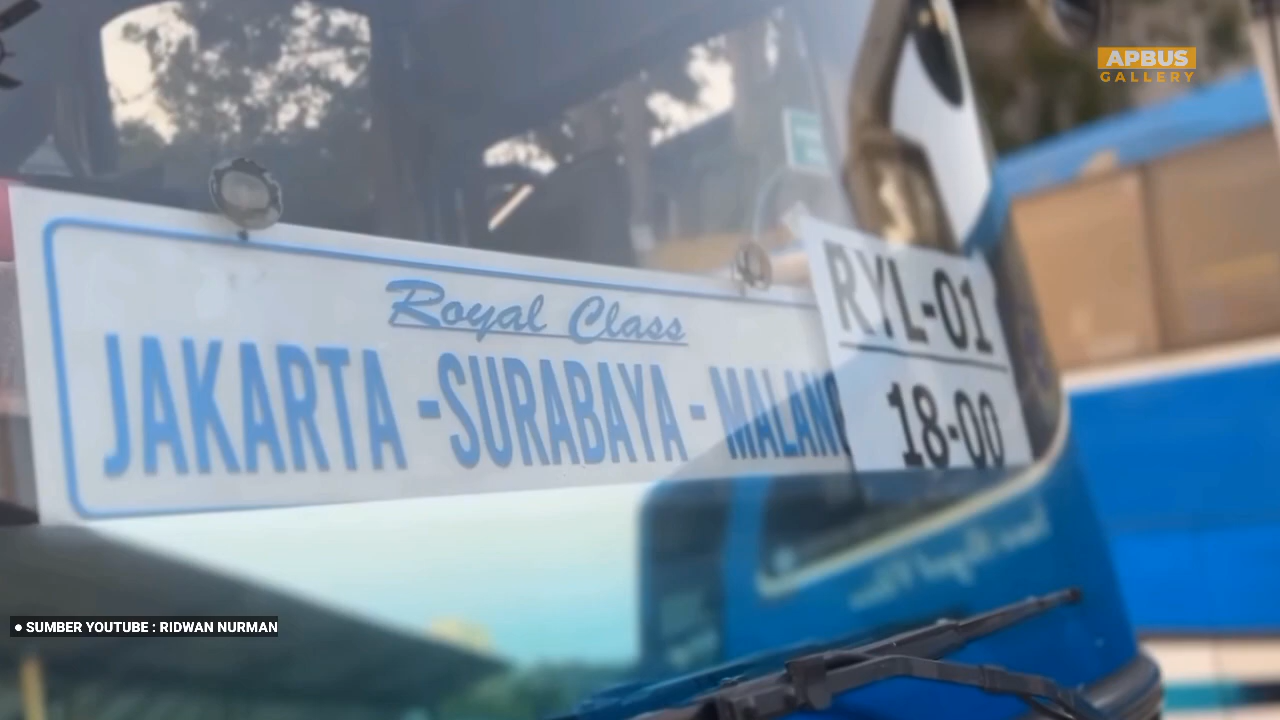 APBUS
GALLERY
Royal Class
JAKARTA -SURABAYA - MALANG
RYL-01
18-00
● SUMBER YOUTUBE : RIDWAN NURMAN